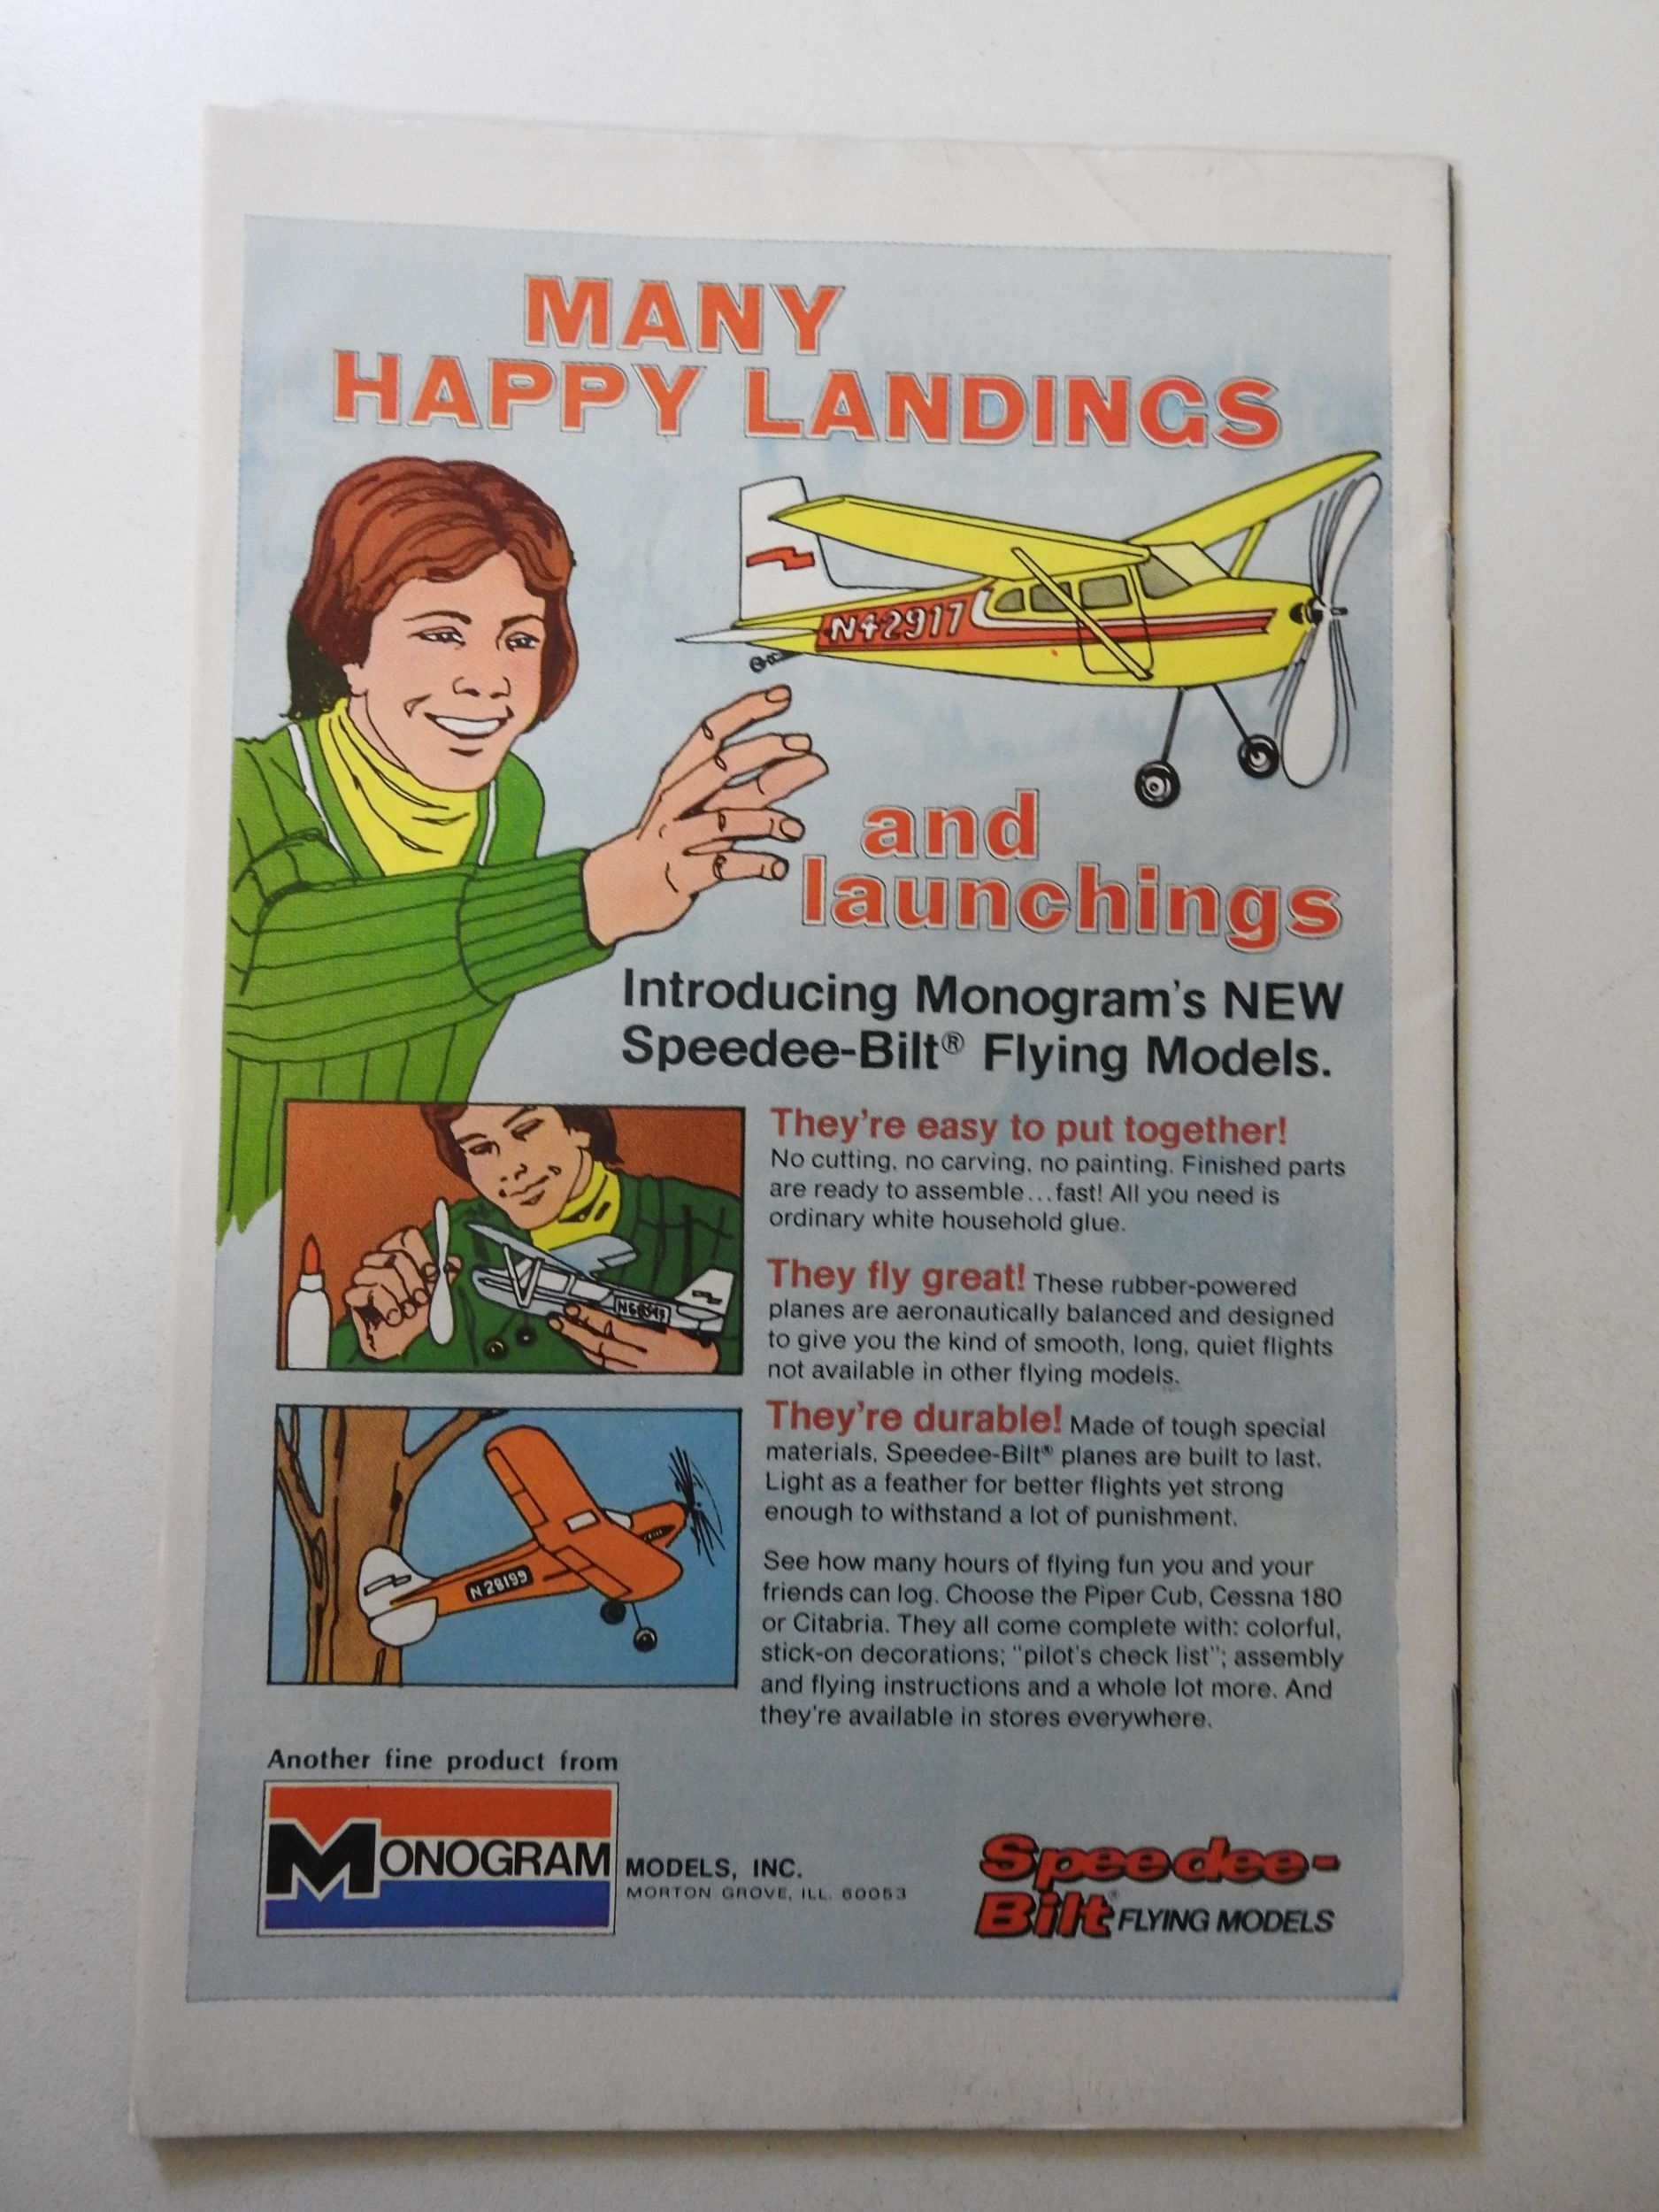 MANY
HAPPY LANDINGS
N42917
and
launchings
Introducing Monogram's NEW
Speedee-Bilt® Flying Models.
They're easy to put together!
No cutting, no carving, no painting. Finished parts
are ready to assemble...fast! All you need is
ordinary white household glue.
They fly great! These rubber-powered
planes are aeronautically balanced and designed
to give you the kind of smooth, long, quiet flights
not available in other flying models.
They're durable! Made of tough special
materials, Speedee-Bilt® planes are built to last.
Light as a feather for better flights yet strong
enough to withstand a lot of punishment.
N28199
See how many hours of flying fun you and your
friends can log. Choose the Piper Cub, Cessna 180
or Citabria. They all come complete with: colorful,
stick-on decorations; "pilot's check list"; assembly
and flying instructions and a whole lot more. And
they're available in stores everywhere.
Another fine product from
MONOGRAM MODELS, INC.
MORTON GROVE, ILL. 60053
Speedee-
Bilt® FLYING MODELS